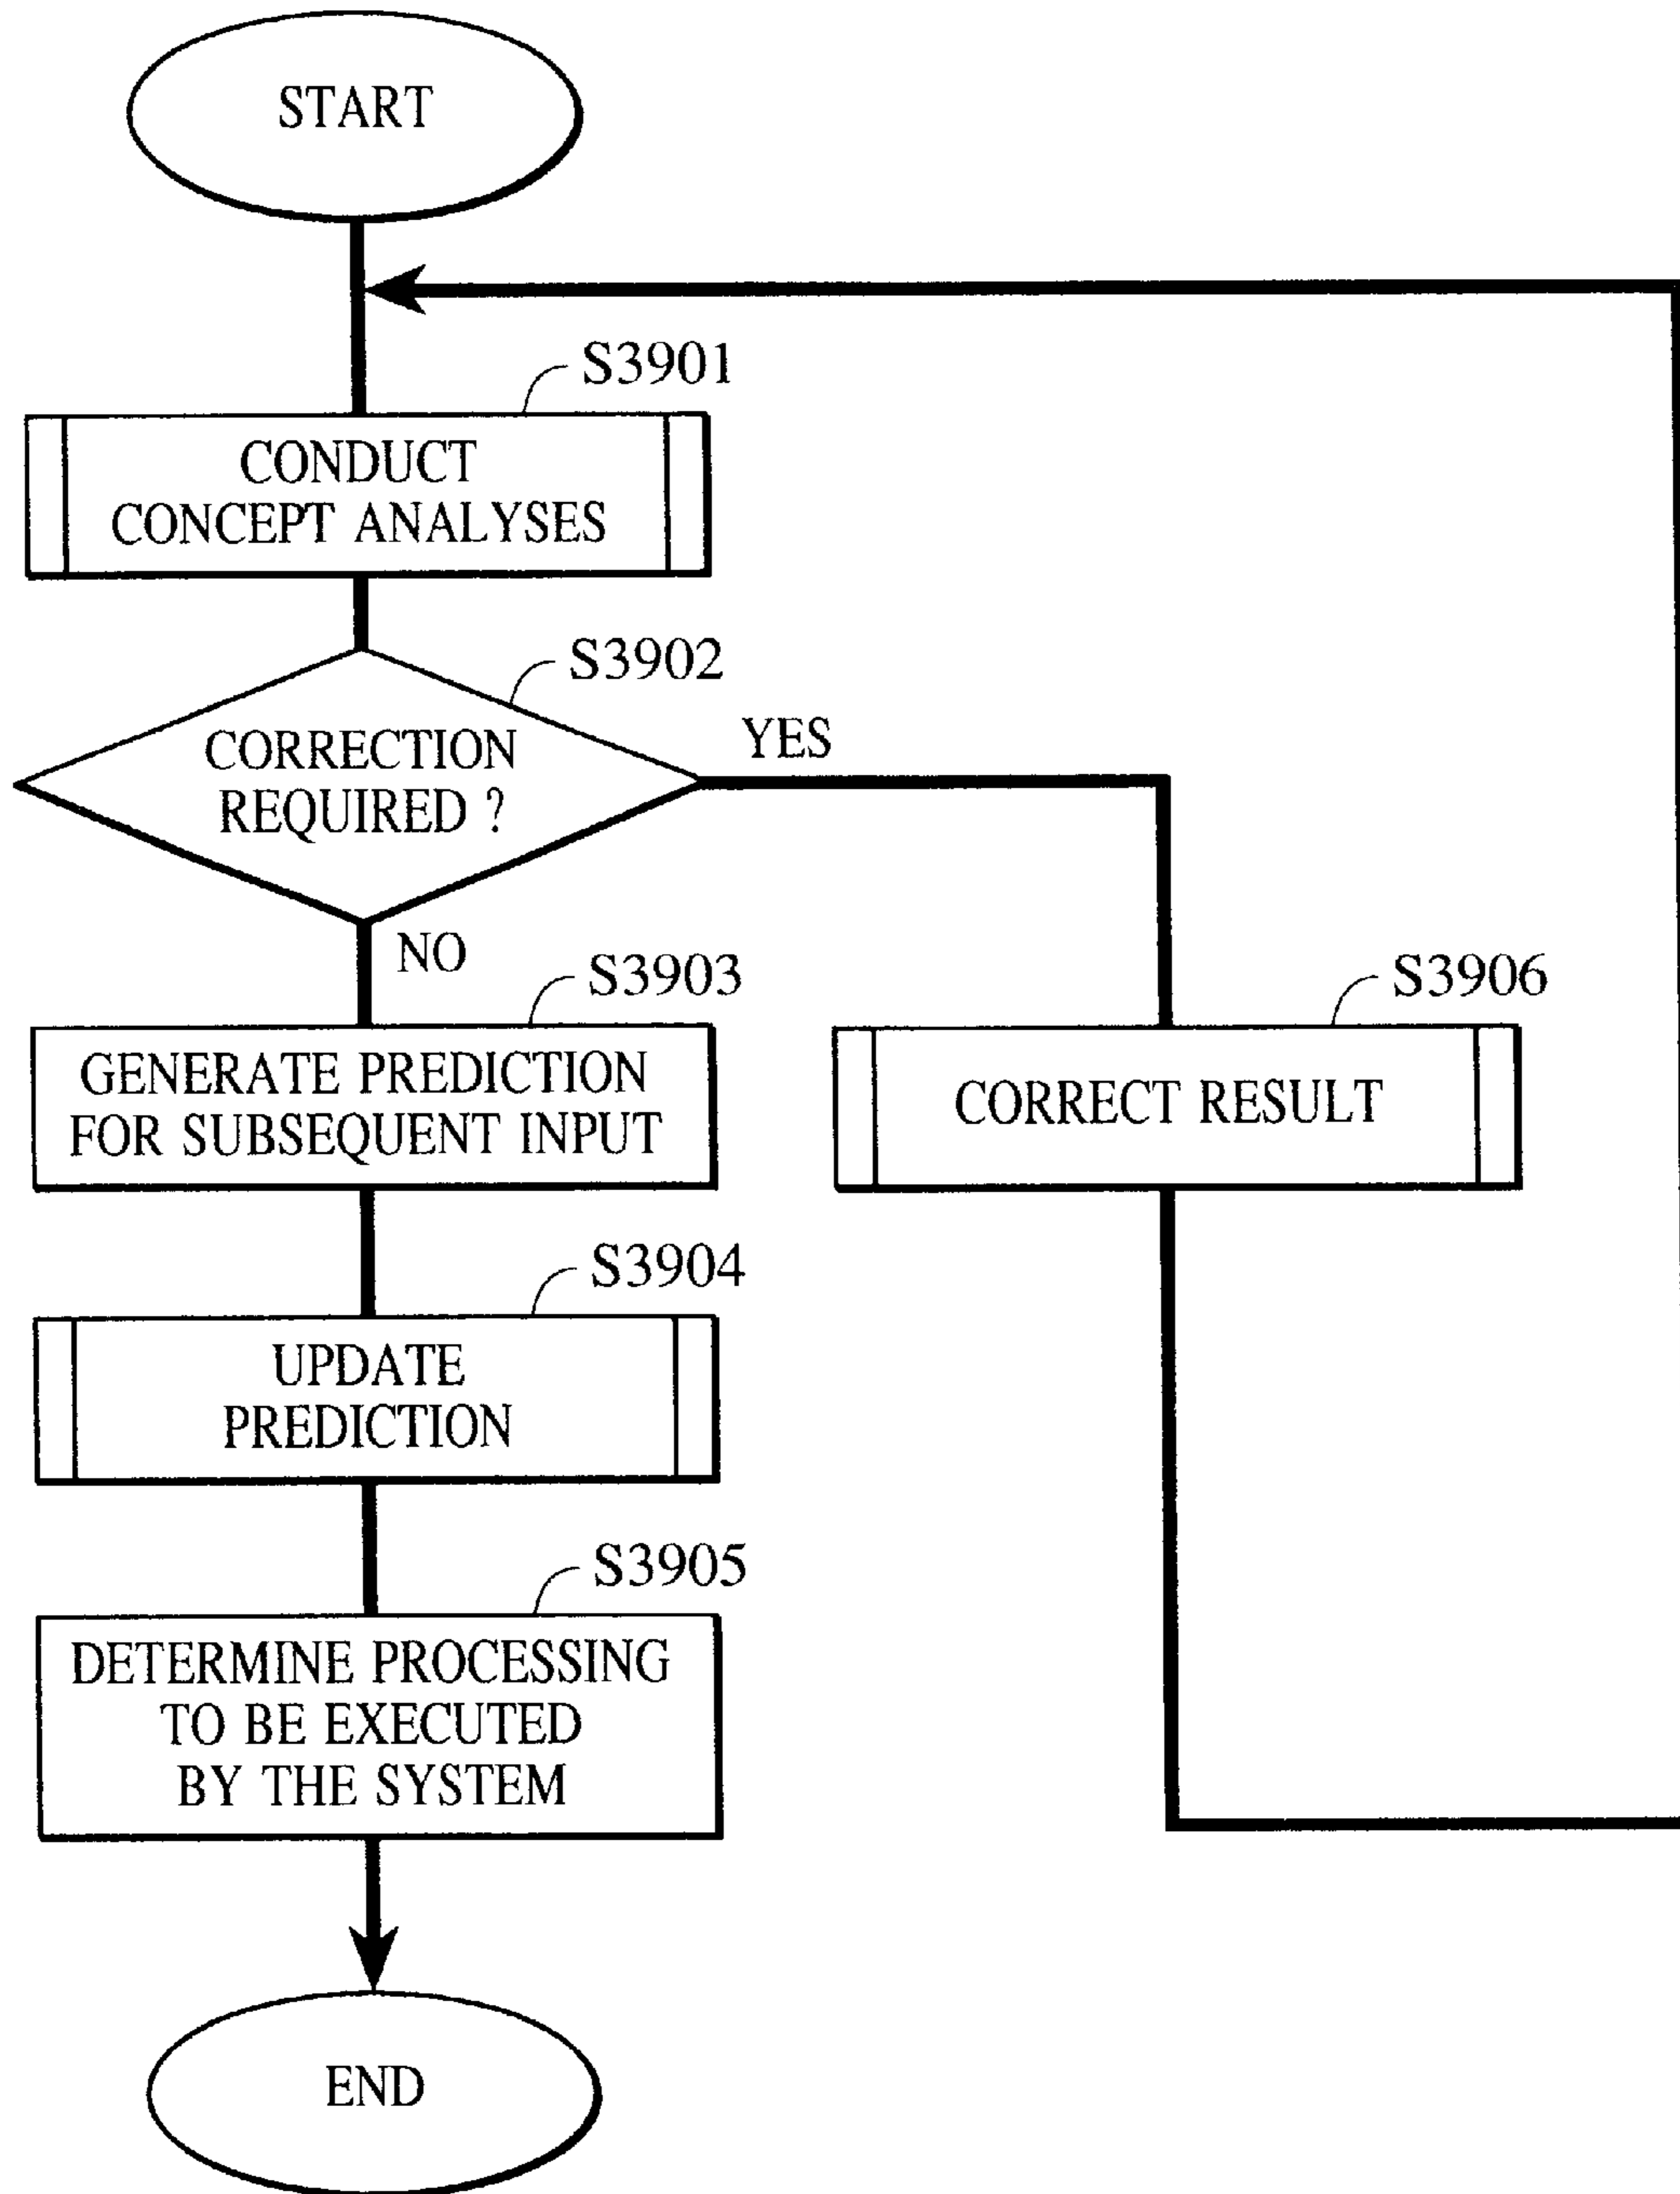 START
S3901
CONDUCT
CONCEPT ANALYSES
S3902
CORRECTION
REQUIRED ?
YES
NO
S3903
GENERATE PREDICTION
FOR SUBSEQUENT INPUT
S3906
CORRECT RESULT
S3904
UPDATE
PREDICTION
S3905
DETERMINE PROCESSING
TO BE EXECUTED
BY THE SYSTEM
END